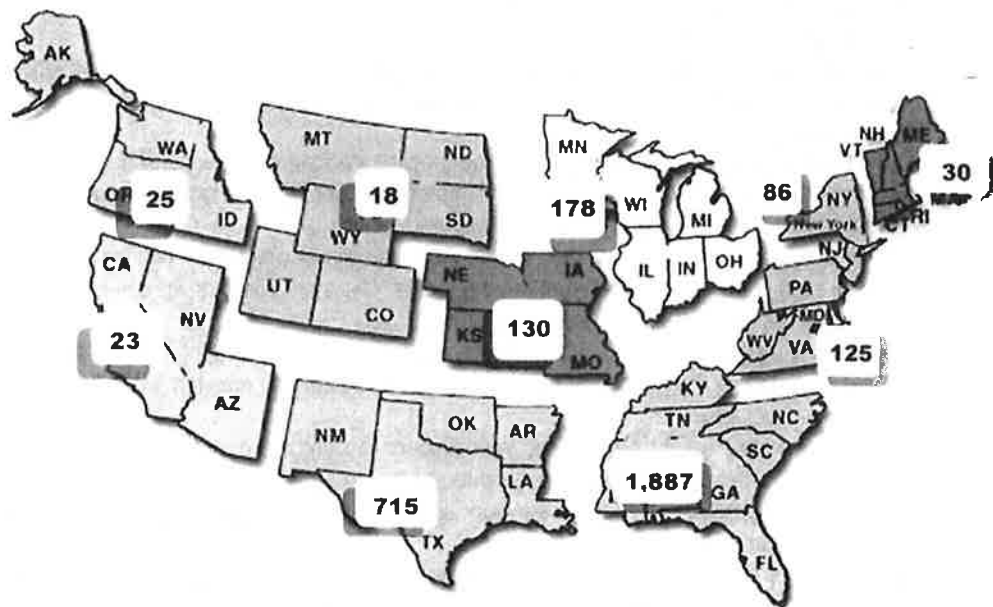 AK
WA
OR
25
ID
MT
ND
18
SD
WY
MN
178
WI
MI
IL
IN
OH
86
NY
New York
NH
VT
ME
30
CT
RI
NJ
CA
NV
23
AZ
UT
CO
NE
IA
KS
130
MO
PA
MD
WV
VA
125
NM
OK
AR
LA
715
TX
KY
TN
NC
SC
1,887
GA
FL